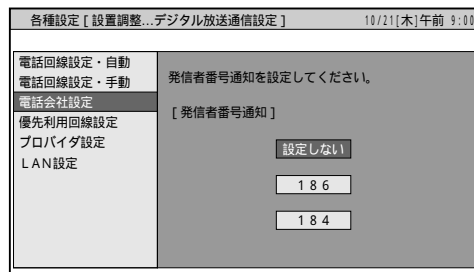 各種設定 [ 設置調整...デジタル放送通信設定 ] 10/21[木]午前 9:00
電話回線設定・自動
電話回線設定・手動
電話会社設定
優先利用回線設定
プロバイダ設定
ＬＡＮ設定
発信者番号通知を設定してください。
[ 発信者番号通知 ]
設定しない
１８６
１８４